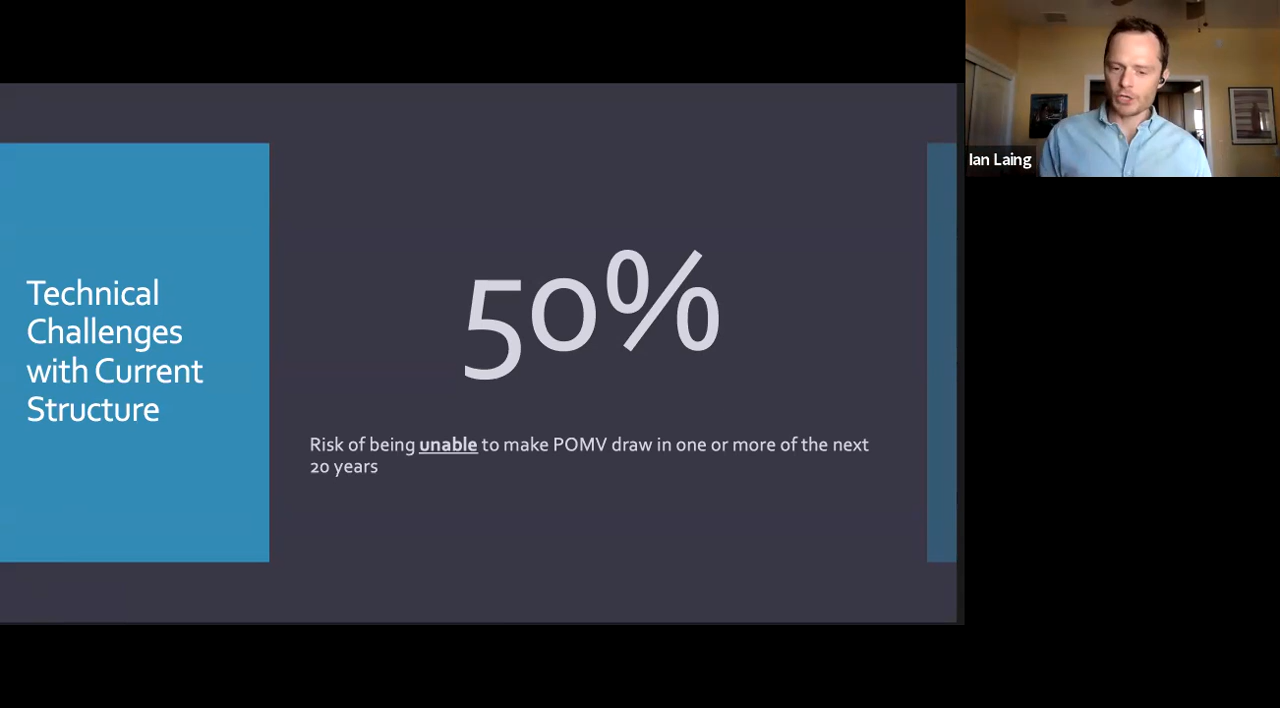 Technical
Challenges
with Current
Structure
50%
Risk of being unable to make POMV draw in one or more of the next
20 years
Ian Laing